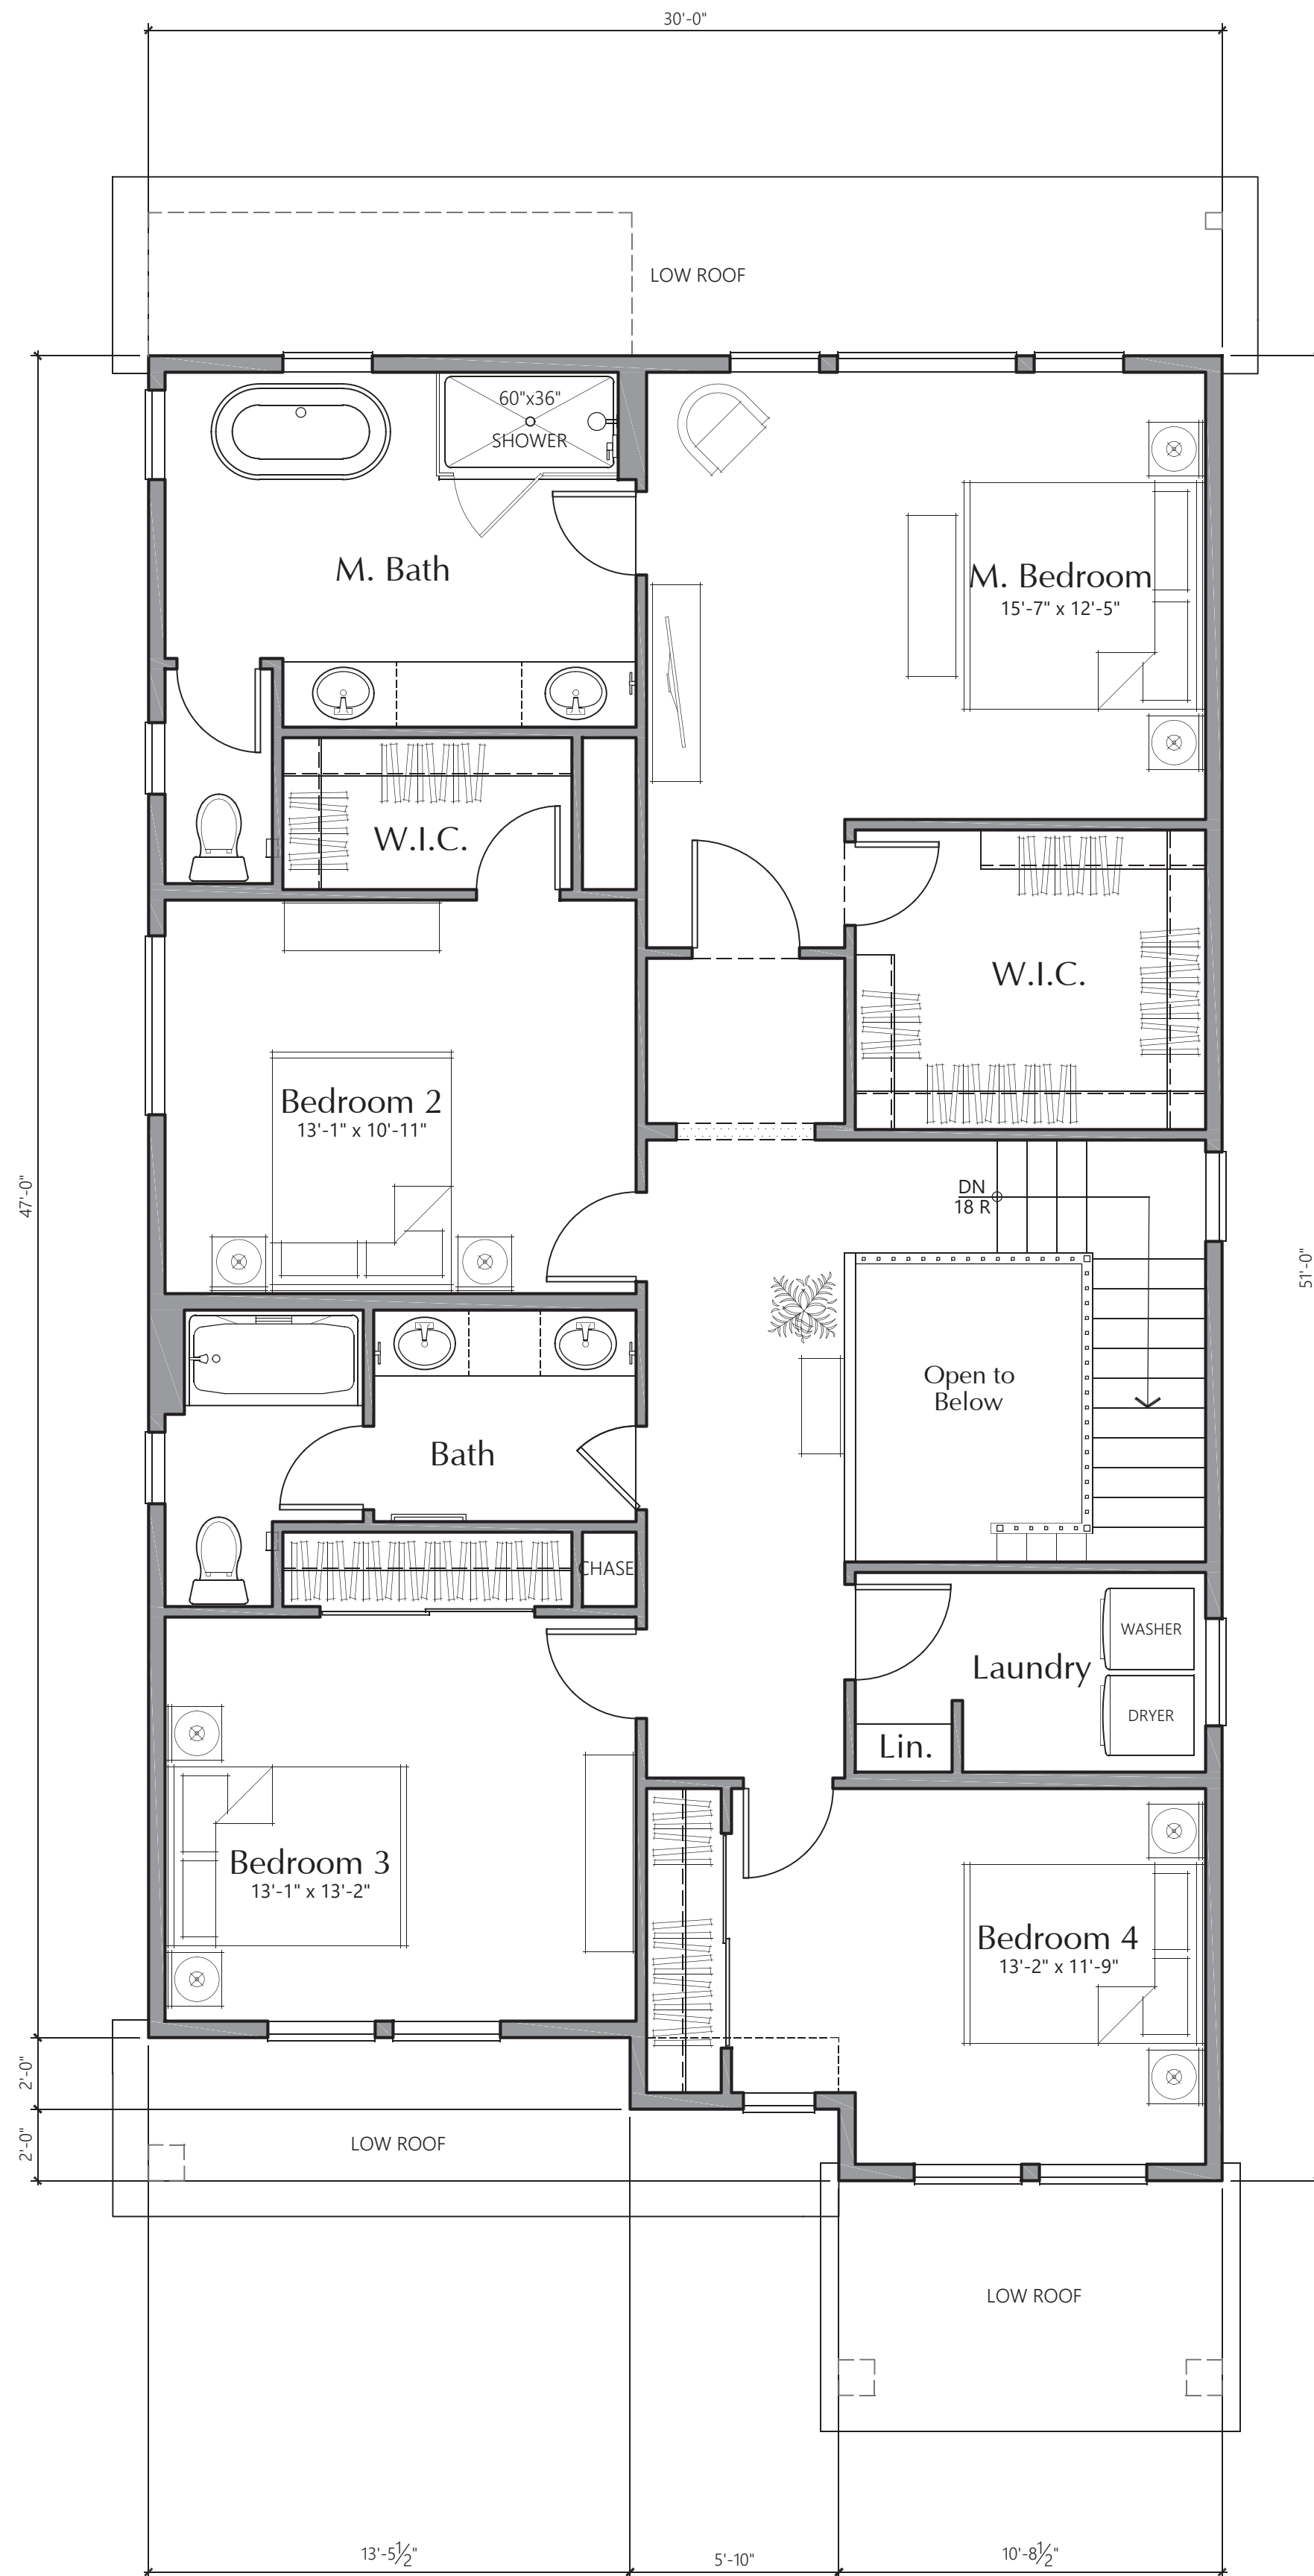 30'-0"
LOW ROOF
60"x36"
SHOWER
M. Bath
M. Bedroom
15'-7" x 12'-5"
W.I.C.
W.I.C.
Bedroom 2
13'-1" x 10'-11"
47'-0"
DN
18 R
51'-0"
Open to
Below
Bath
CHASE
WASHER
Laundry
DRYER
Lin.
Bedroom 3
13'-1" x 13'-2"
Bedroom 4
13'-2" x 11'-9"
2'-0"
2'-0"
LOW ROOF
LOW ROOF
13'-5½"
5'-10"
10'-8½"